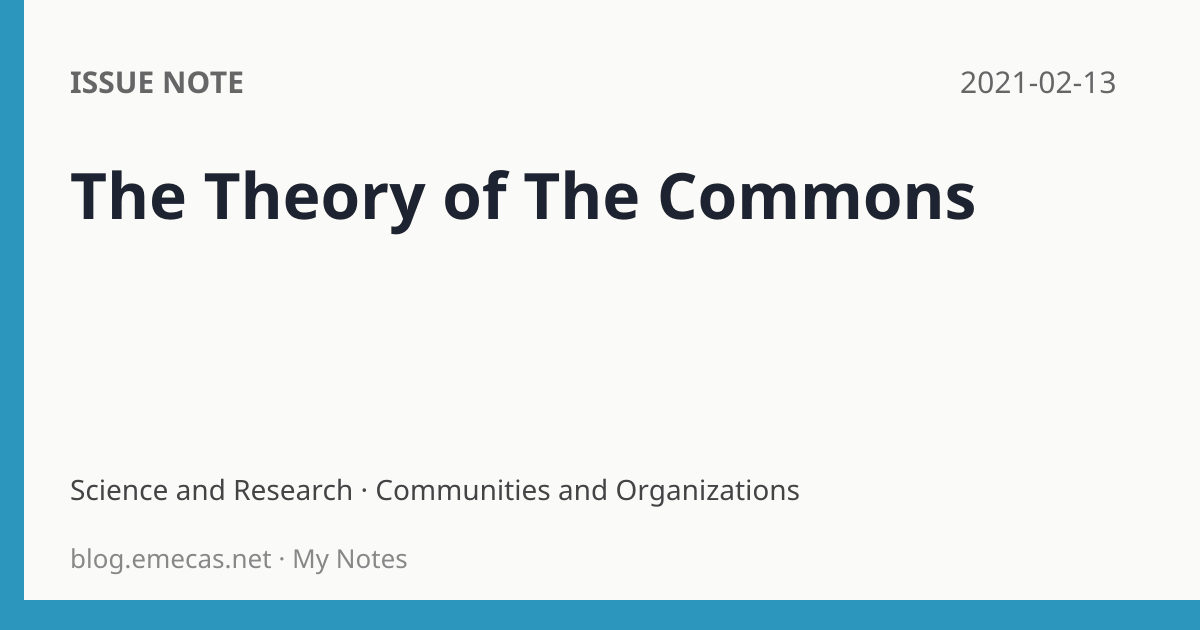 ISSUE NOTE
2021-02-13
The Theory of The Commons
Science and Research · Communities and Organizations
blog.emecas.net · My Notes